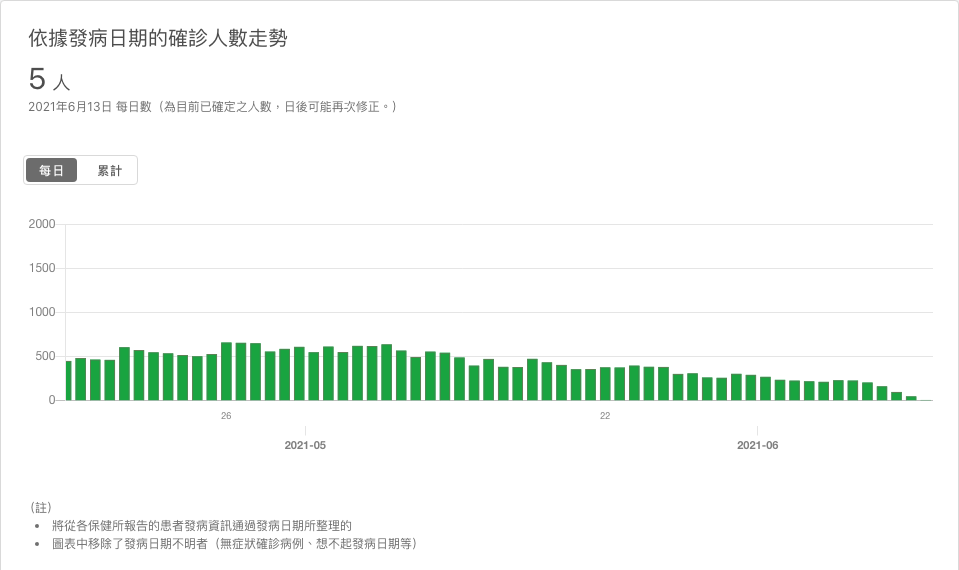 依據發病日期的確診人數走勢
5 人
2021年6月13日 每日數（為目前已確定之人數，日後可能再次修正。）
每日 累計
2000
1500
1000
500
0
26 22
2021-05 2021-06
（註）
• 將從各保健所報告的患者發病資訊通過發病日期所整理的
• 圖表中移除了發病日期不明者（無症狀確診病例、想不起發病日期等）